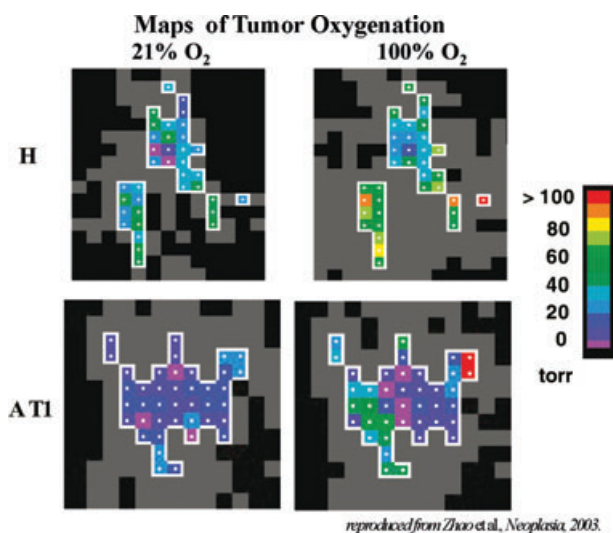 Maps of Tumor Oxygenation
21% O₂ 100% O₂
H
> 100
80
60
40
20
0
torr
AT1
reproduced from Zhao et al., Neoplasia, 2003.